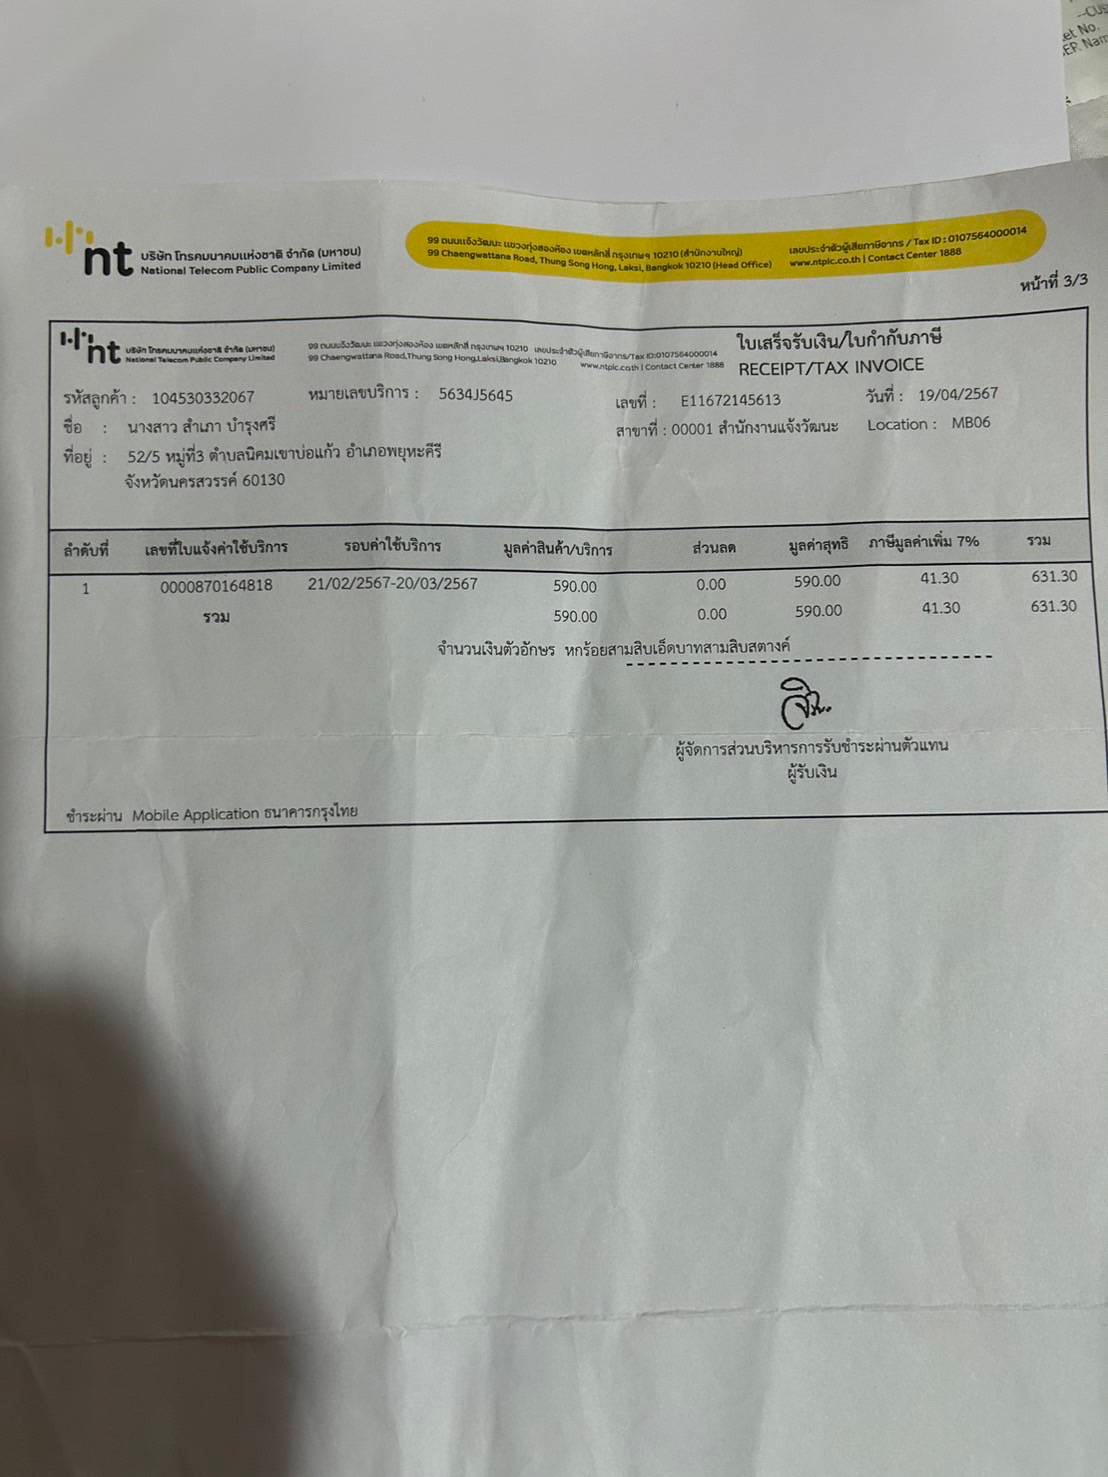 --CUS
et No.
nt
บริษัท โทรคมนาคมแห่งชาติ จำกัด (มหาชน)
National Telecom Public Company Limited
99 ถนนแจ้งวัฒนะ แขวงทุ่งสองห้อง เขตหลักสี่ กรุงเทพฯ 10210 (สำนักงานใหญ่)
99 Chaengwattana Road, Thung Song Hong, Laksi, Bangkok 10210 (Head Office)
เลขประจำตัวผู้เสียภาษีอากร / Tax ID : 0107564000014
www.ntplc.co.th | Contact Center 1888
หน้าที่ 3/3
nt
บริษัท โทรคมนาคมแห่งชาติ จำกัด (มหาชน)
National Telecom Public Company Limited
99 ถนนแจ้งวัฒนะ แขวงทุ่งสองห้อง เขตหลักสี่ กรุงเทพฯ 10210 เลขประจำตัวผู้เสียภาษีอากร/Tax ID:0107564000014
99 Chaengwattana Road,Thung Song Hong,Laksi,Bangkok 10210 www.ntplc.co.th | Contact Center 1888
ใบเสร็จรับเงิน/ใบกำกับภาษี
RECEIPT/TAX INVOICE
รหัสลูกค้า : 104530332067 หมายเลขบริการ : 5634J5645 เลขที่ : E11672145613 วันที่ : 19/04/2567
ชื่อ : นางสาว สำเภา บำรุงศรี สาขาที่ : 00001 สำนักงานแจ้งวัฒนะ Location : MB06
ที่อยู่ : 52/5 หมู่ที่3 ตำบลนิคมเขาบ่อแก้ว อำเภอพยุหะคีรี
จังหวัดนครสวรรค์ 60130
ลำดับที่ เลขที่ใบแจ้งค่าใช้บริการ รอบค่าใช้บริการ มูลค่าสินค้า/บริการ ส่วนลด มูลค่าสุทธิ ภาษีมูลค่าเพิ่ม 7% รวม
1 0000870164818 21/02/2567-20/03/2567 590.00 0.00 590.00 41.30 631.30
รวม 590.00 0.00 590.00 41.30 631.30
จำนวนเงินตัวอักษร หกร้อยสามสิบเอ็ดบาทสามสิบสตางค์
ผู้จัดการส่วนบริหารการรับชำระผ่านตัวแทน
ผู้รับเงิน
ชำระผ่าน Mobile Application ธนาคารกรุงไทย